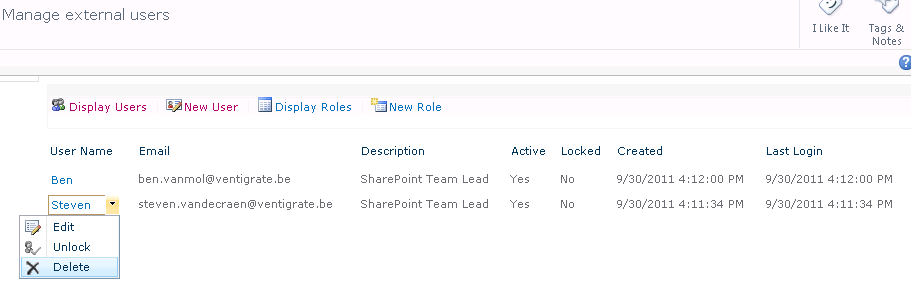 Manage external users
I Like It
Tags &
Notes
?
Display Users New User Display Roles New Role
User Name Email Description Active Locked Created Last Login
Ben ben.vanmol@ventigrate.be SharePoint Team Lead Yes No 9/30/2011 4:12:00 PM 9/30/2011 4:12:00 PM
Steven steven.vandecraen@ventigrate.be SharePoint Team Lead Yes No 9/30/2011 4:11:34 PM 9/30/2011 4:11:34 PM
Edit
Unlock
Delete